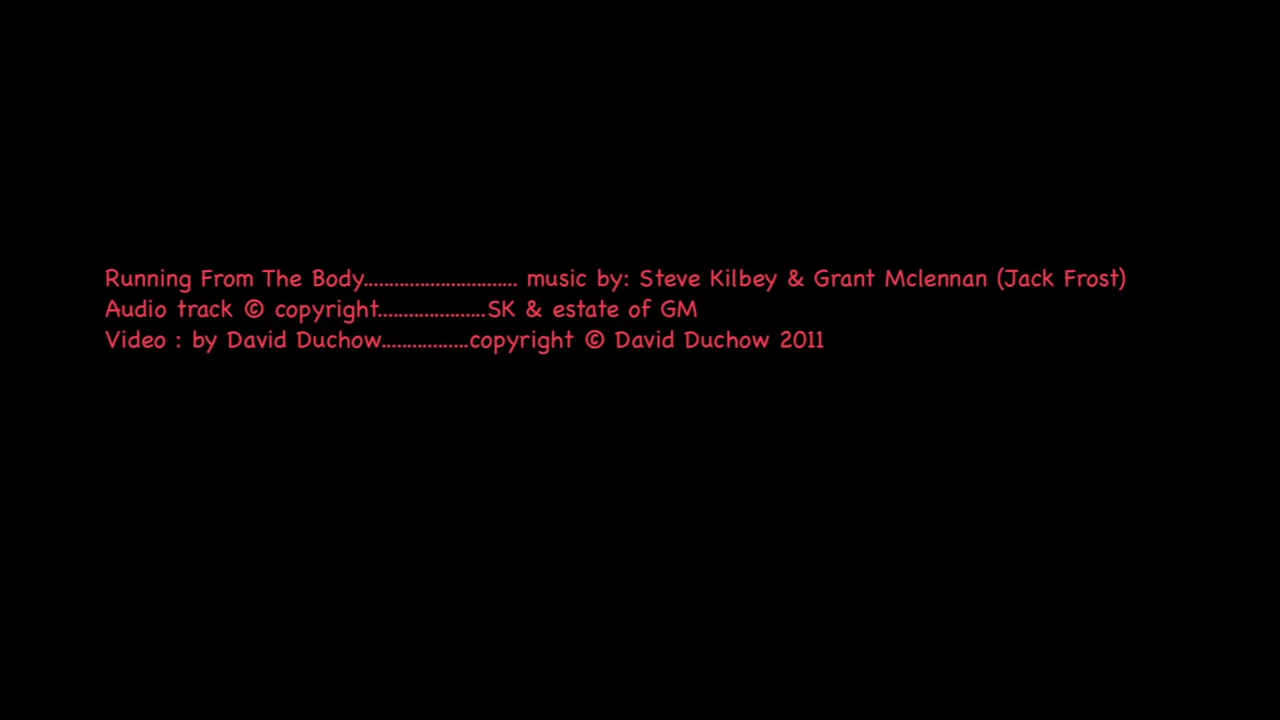 Running From The Body.............................. music by: Steve Kilbey & Grant Mclennan (Jack Frost)
Audio track © copyright.....................SK & estate of GM
Video : by David Duchow.................copyright © David Duchow 2011